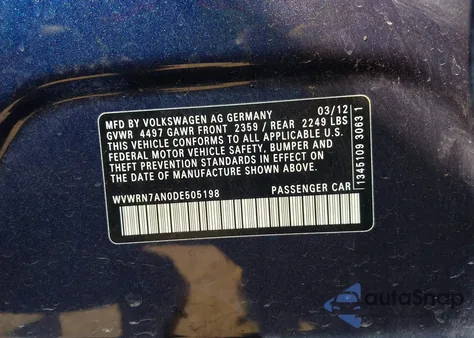 MFD BY VOLKSWAGEN AG GERMANY 03/12
GVWR 4497 GAWR FRONT 2359 / REAR 2249 LBS
THIS VEHICLE CONFORMS TO ALL APPLICABLE U.S.
FEDERAL MOTOR VEHICLE SAFETY, BUMPER AND
THEFT PREVENTION STANDARDS IN EFFECT ON
THE DATE OF MANUFACTURE SHOWN ABOVE.
WVWRN7AN0DE505198 PASSENGER CAR
1345109 30631
autoSnap